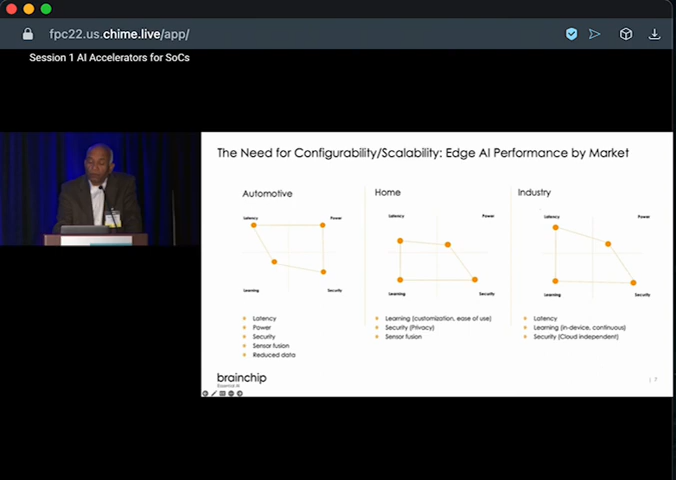 fpc22.us.chime.live/app/
Session 1 AI Accelerators for SoCs
The Need for Configurability/Scalability: Edge AI Performance by Market
Automotive
Latency
Power
Learning
Security
Latency
Power
Security
Sensor fusion
Reduced data
Home
Latency
Power
Learning
Security
Learning (customization, ease of use)
Security (Privacy)
Sensor fusion
Industry
Latency
Power
Learning
Security
Latency
Learning (in-device, continuous)
Security (Cloud independent)
brainchip
Essential AI
| 7